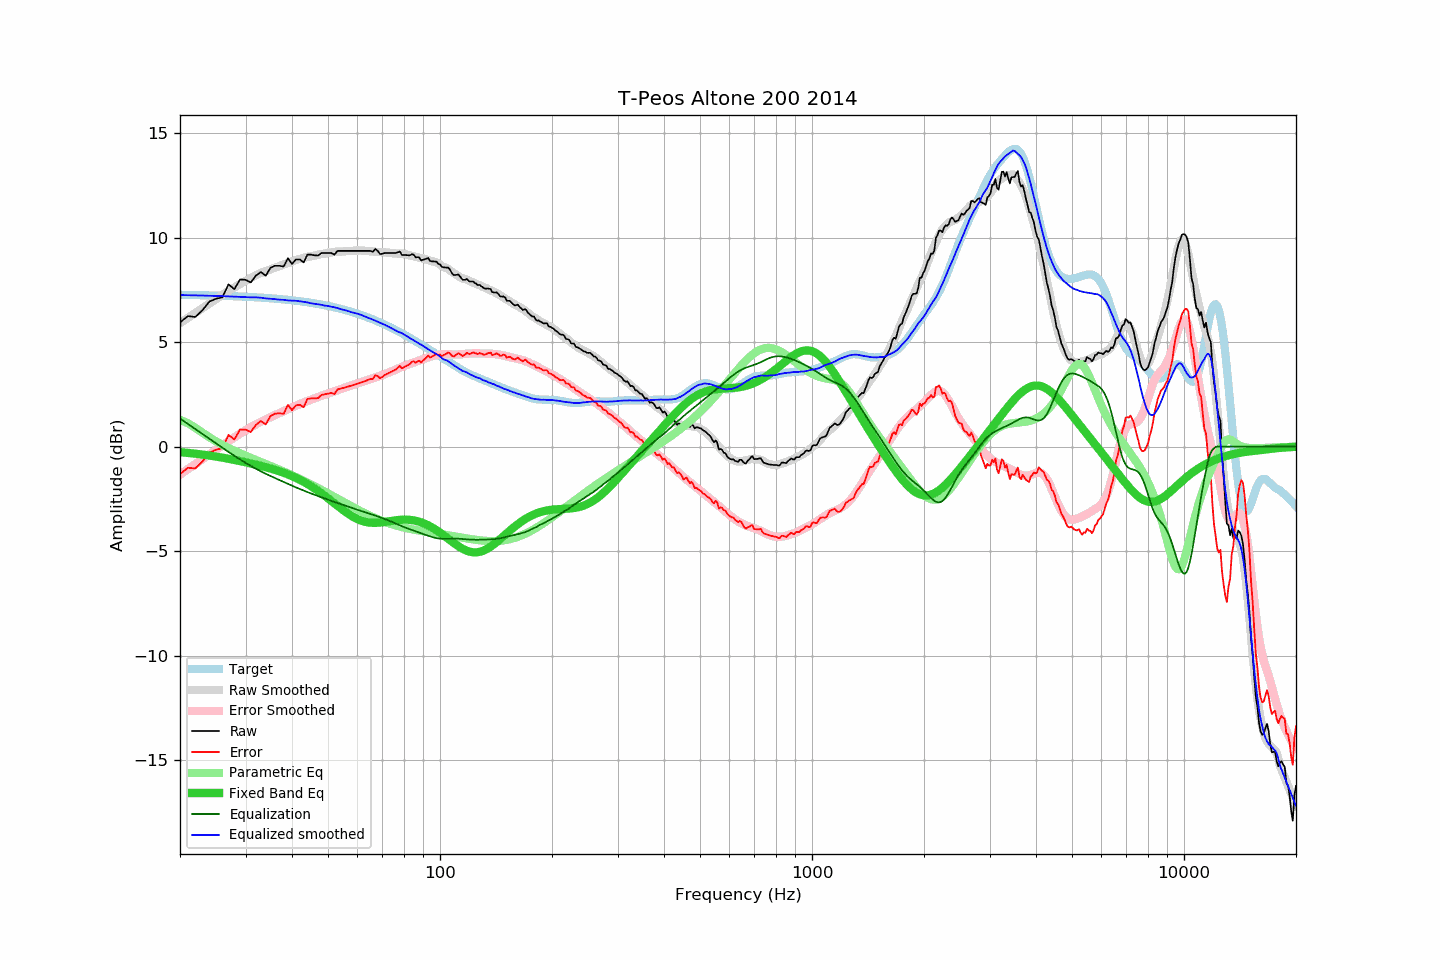 T-Peos Altone 200 2014
15
10
5
0
−5
−10
−15
Amplitude (dBr)
Target
Raw Smoothed
Error Smoothed
Raw
Error
Parametric Eq
Fixed Band Eq
Equalization
Equalized smoothed
100
1000
10000
Frequency (Hz)